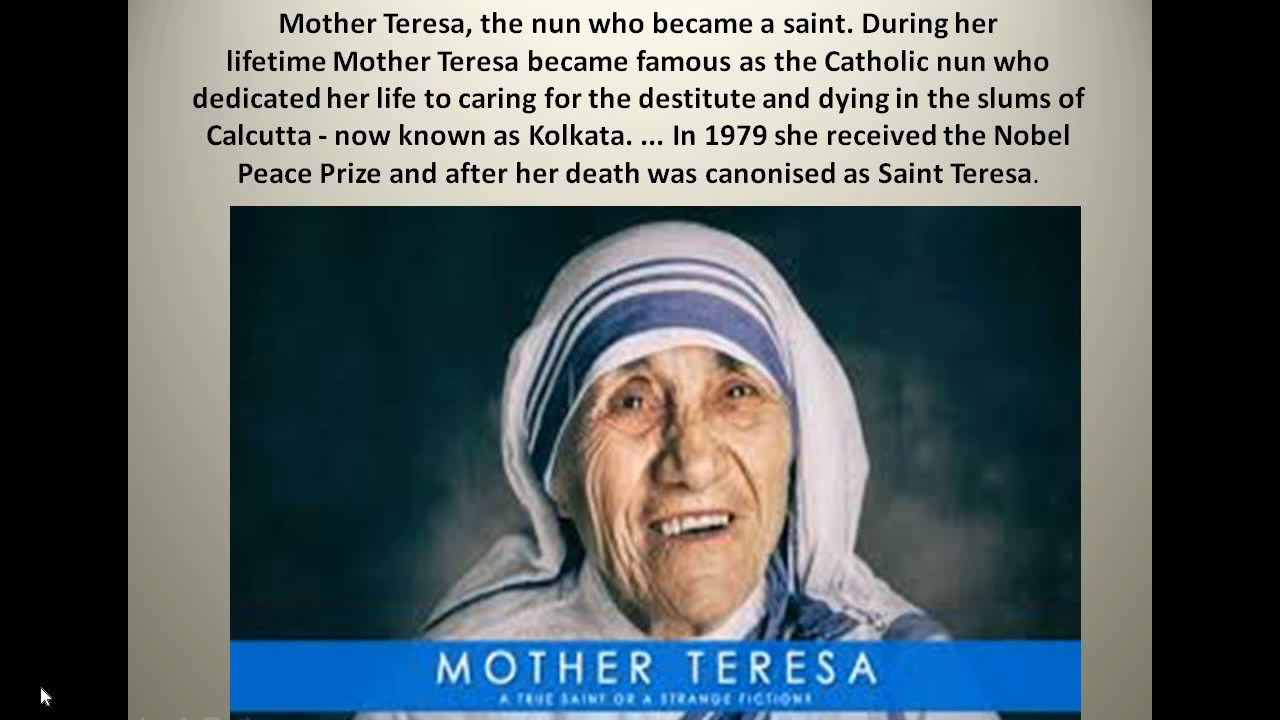 Mother Teresa, the nun who became a saint. During her
lifetime Mother Teresa became famous as the Catholic nun who
dedicated her life to caring for the destitute and dying in the slums of
Calcutta - now known as Kolkata. ... In 1979 she received the Nobel
Peace Prize and after her death was canonised as Saint Teresa.
MOTHER TERESA
A TRUE SAINT OR A STRANGE FICTION?